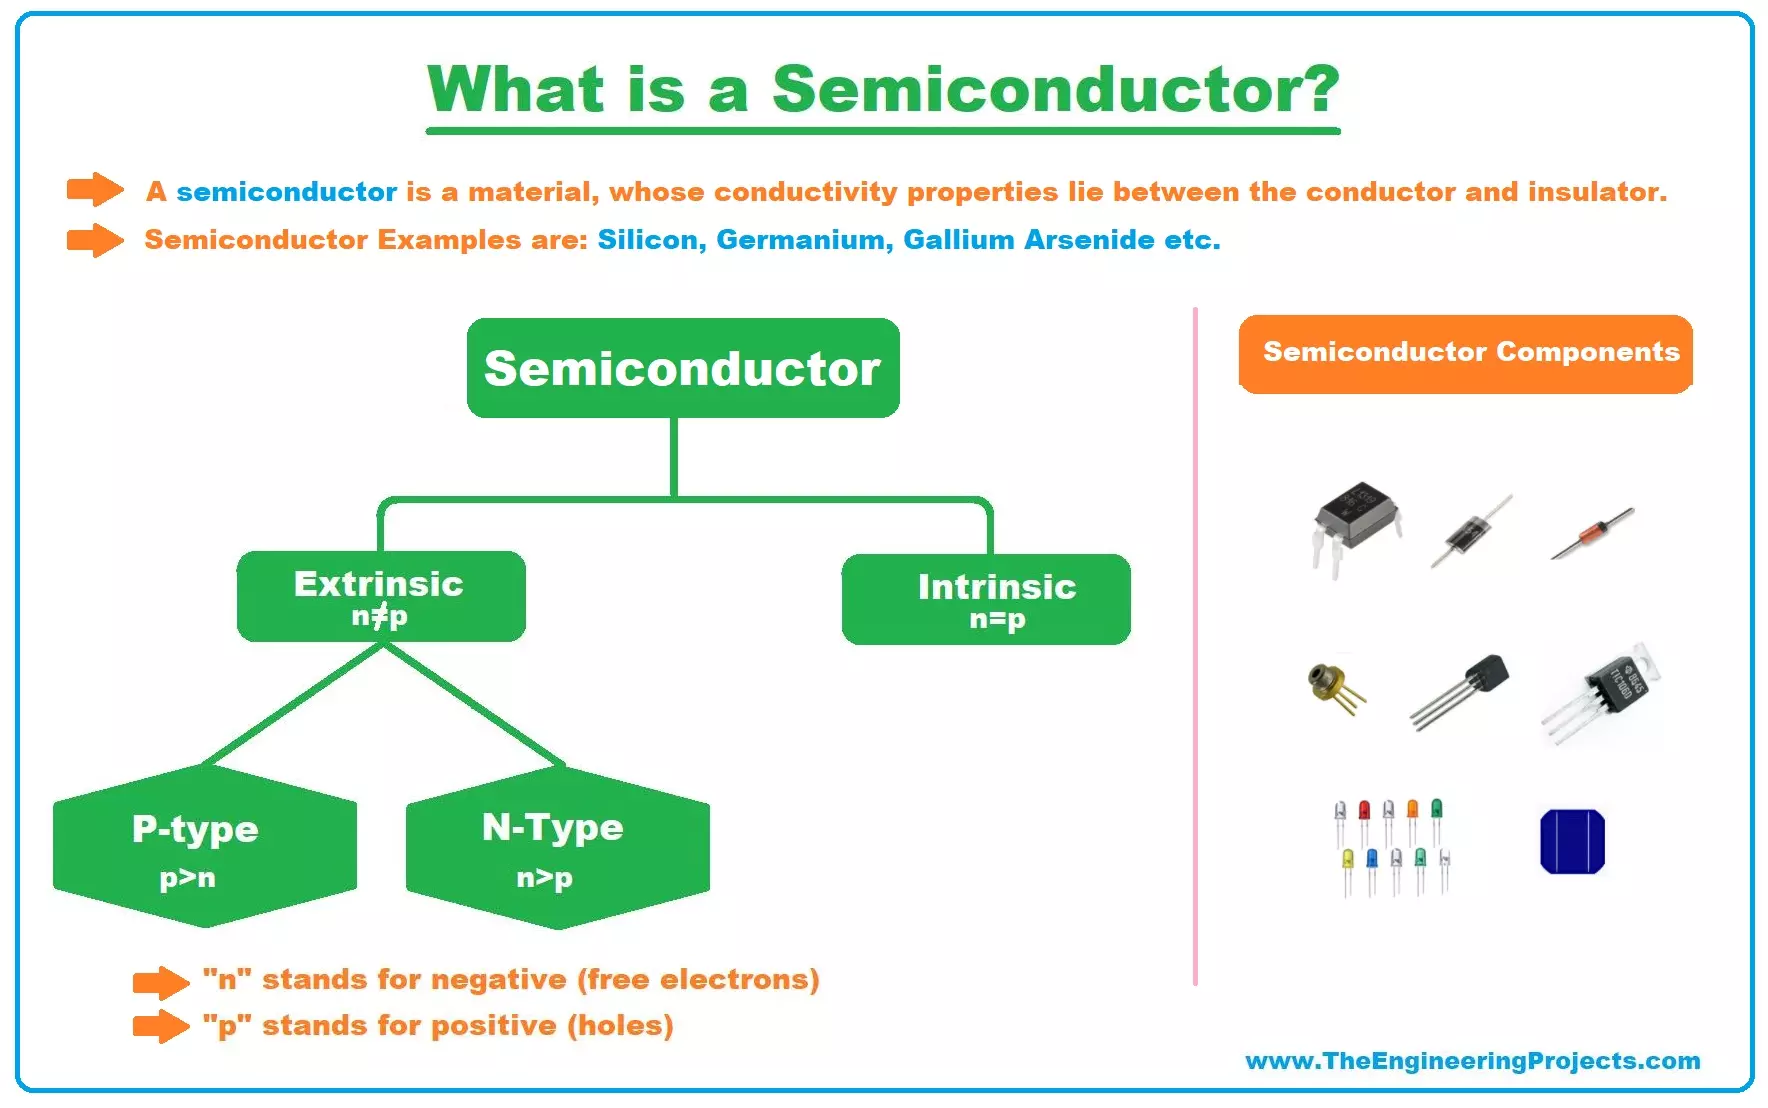 What is a Semiconductor?
A semiconductor is a material, whose conductivity properties lie between the conductor and insulator.
Semiconductor Examples are: Silicon, Germanium, Gallium Arsenide etc.
Semiconductor
Extrinsic
n≠p
Intrinsic
n=p
P-type
p>n
N-Type
n>p
"n" stands for negative (free electrons)
"p" stands for positive (holes)
Semiconductor Components
TIC106D
www.TheEngineeringProjects.com